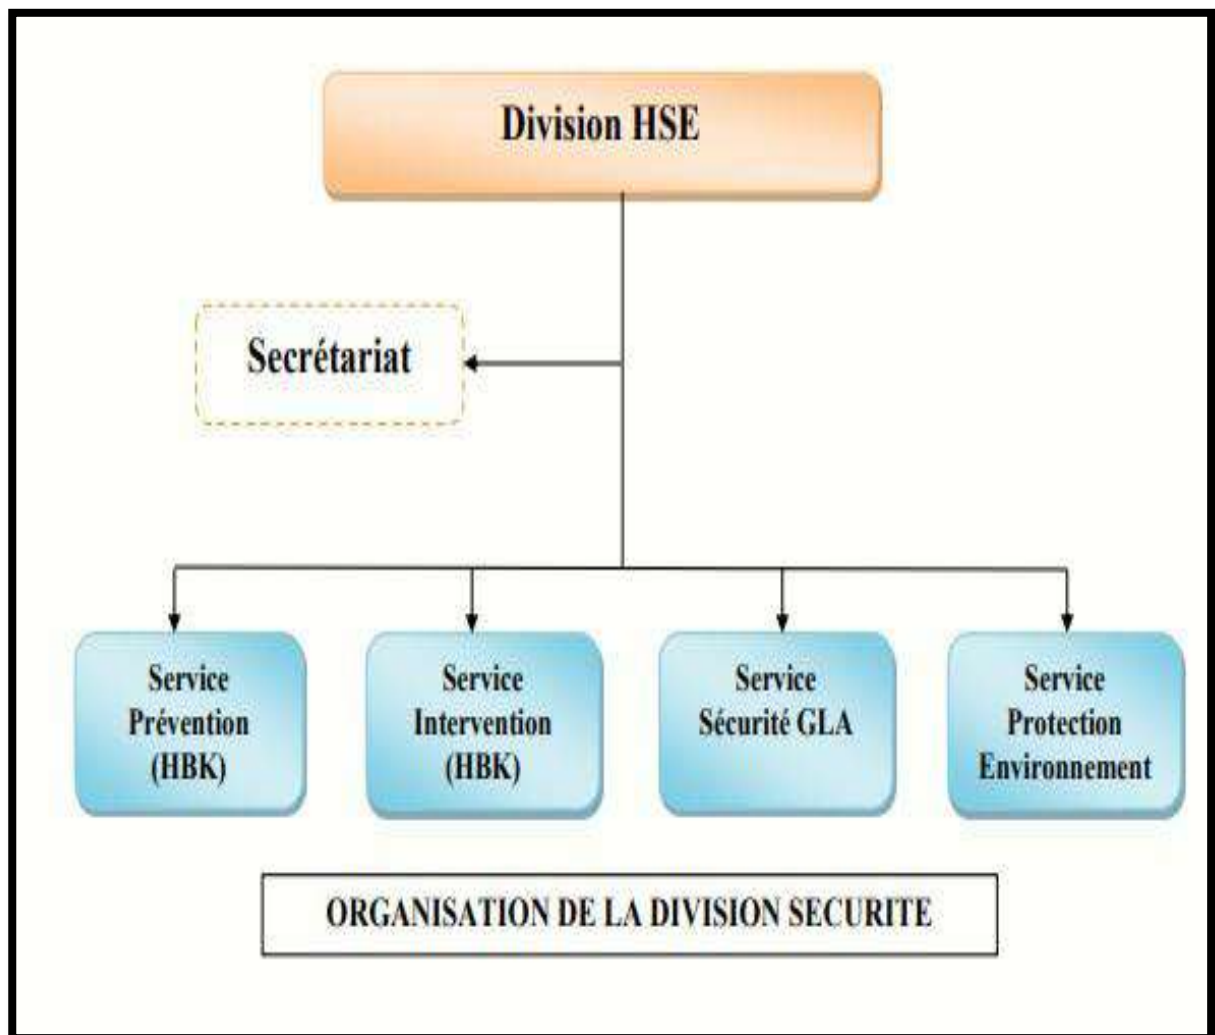 Division HSE
Secrétariat
Service
Prévention
(HBK)
Service
Intervention
(HBK)
Service
Sécurité GLA
Service
Protection
Environnement
ORGANISATION DE LA DIVISION SECURITE